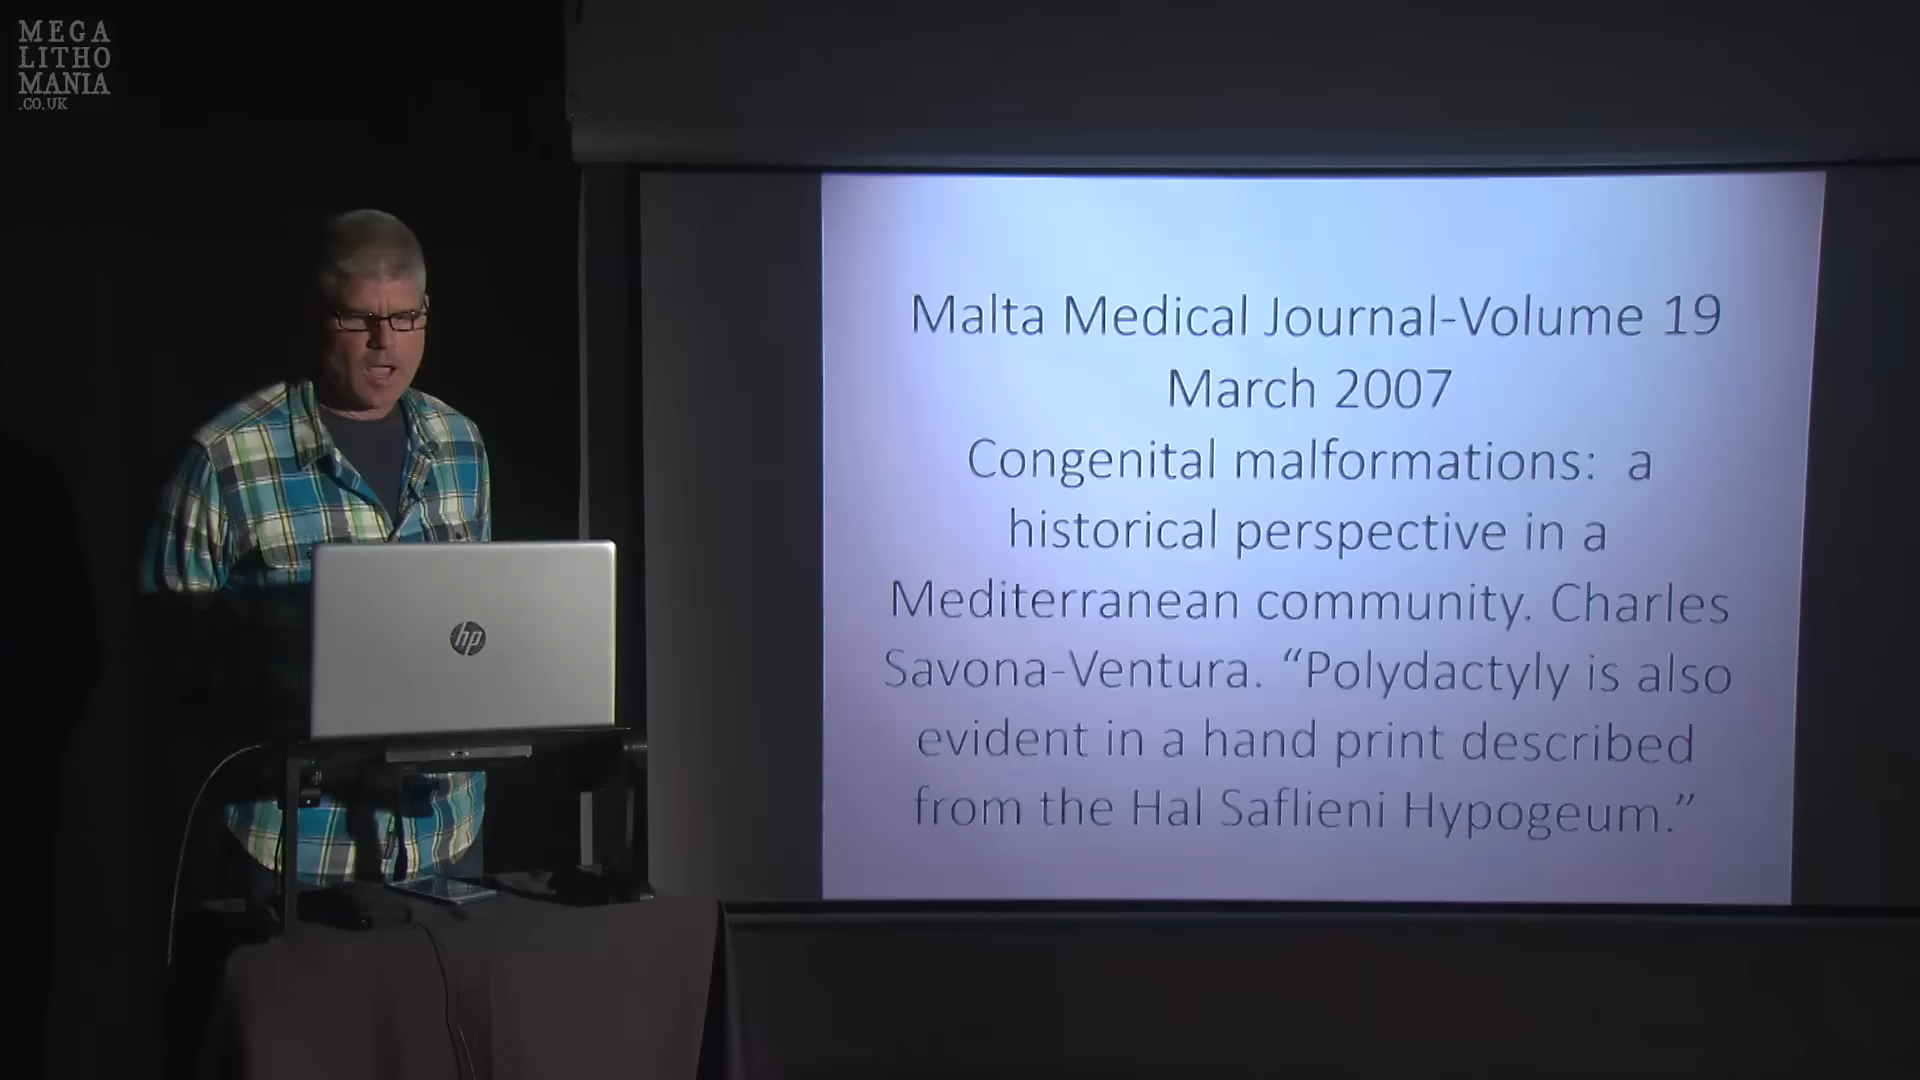 MEGA
LITHO
MANIA
.CO.UK
Malta Medical Journal-Volume 19
March 2007
Congenital malformations:  a
historical perspective in a
Mediterranean community. Charles
Savona-Ventura. “Polydactyly is also
evident in a hand print described
from the Hal Saflieni Hypogeum.”
hp